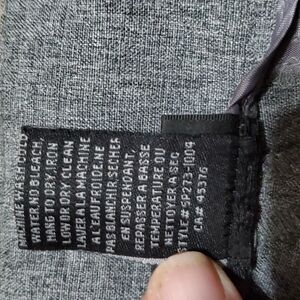 MACHINE WASH COLD
WATER.NO BLEACH.
HANG TO DRY.IRON
LOW OR DRY CLEAN
LAVER A LA MACHINE
A L'EAU FROIDE.NE
PAS BLANCHIR SECHER
EN SUSPENDANT.
REPASSER A BASSE
TEMPERATURE OU
NETTOYER A SEC
STYLE# SP273-1004
CA# 45376